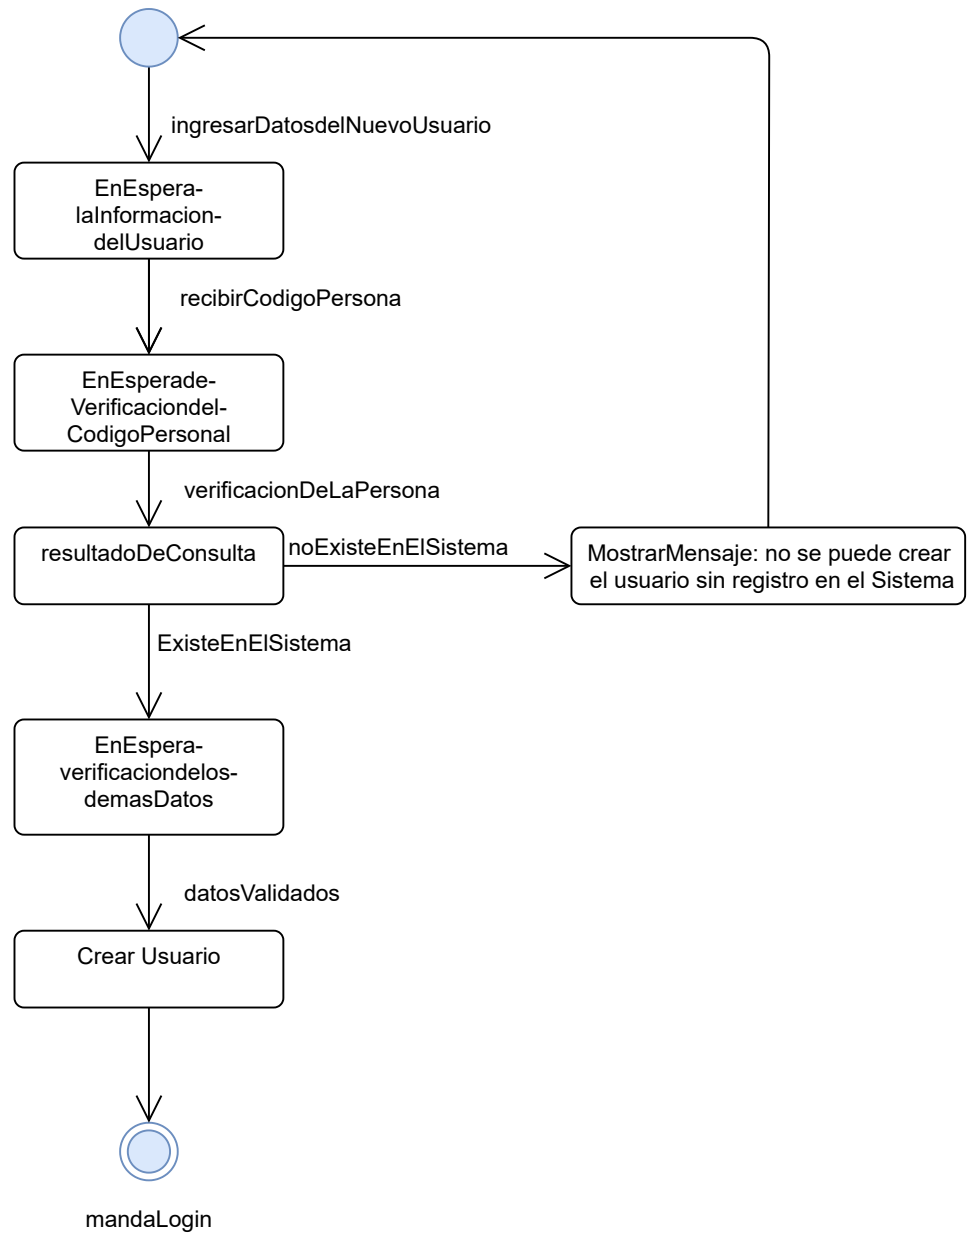 ingresarDatosdelNuevoUsuario
EnEspera-
laInformacion-
delUsuario
recibirCodigoPersona
EnEsperade-
Verificaciondel-
CodigoPersonal
verificacionDeLaPersona
resultadoDeConsulta
noExisteEnElSistema
MostrarMensaje: no se puede crear
el usuario sin registro en el Sistema
ExisteEnElSistema
EnEspera-
verificaciondelos-
demasDatos
datosValidados
Crear Usuario
mandaLogin